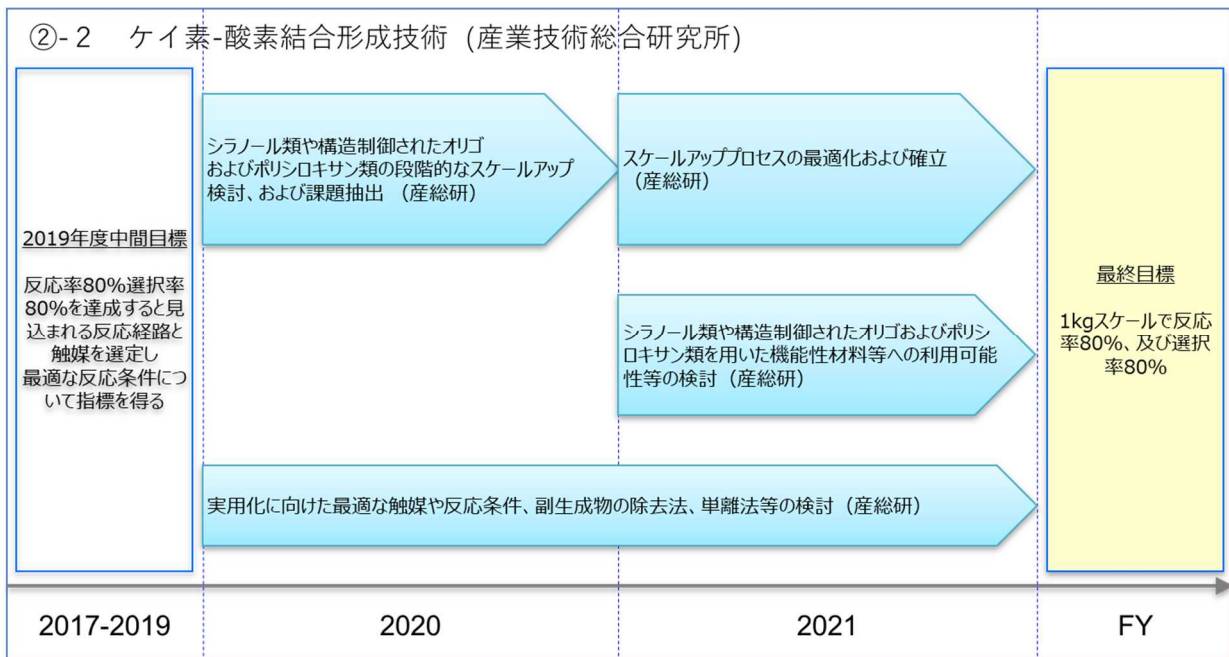 ②-２　ケイ素-酸素結合形成技術 (産業技術総合研究所)
2019年度中間目標
反応率80%選択率
80%を達成すると見
込まれる反応経路と
触媒を選定し
最適な反応条件につ
いて指標を得る
シラノール類や構造制御されたオリゴ
およびポリシロキサン類の段階的なスケールアップ
検討、および課題抽出　（産総研）
スケールアッププロセスの最適化および確立
（産総研）
シラノール類や構造制御されたオリゴおよびポリシ
ロキサン類を用いた機能性材料等への利用可能
性等の検討（産総研）
実用化に向けた最適な触媒や反応条件、副生成物の除去法、単離法等の検討（産総研）
最終目標
1kgスケールで反応
率80%、及び選択
率80%
2017-2019
2020
2021
FY